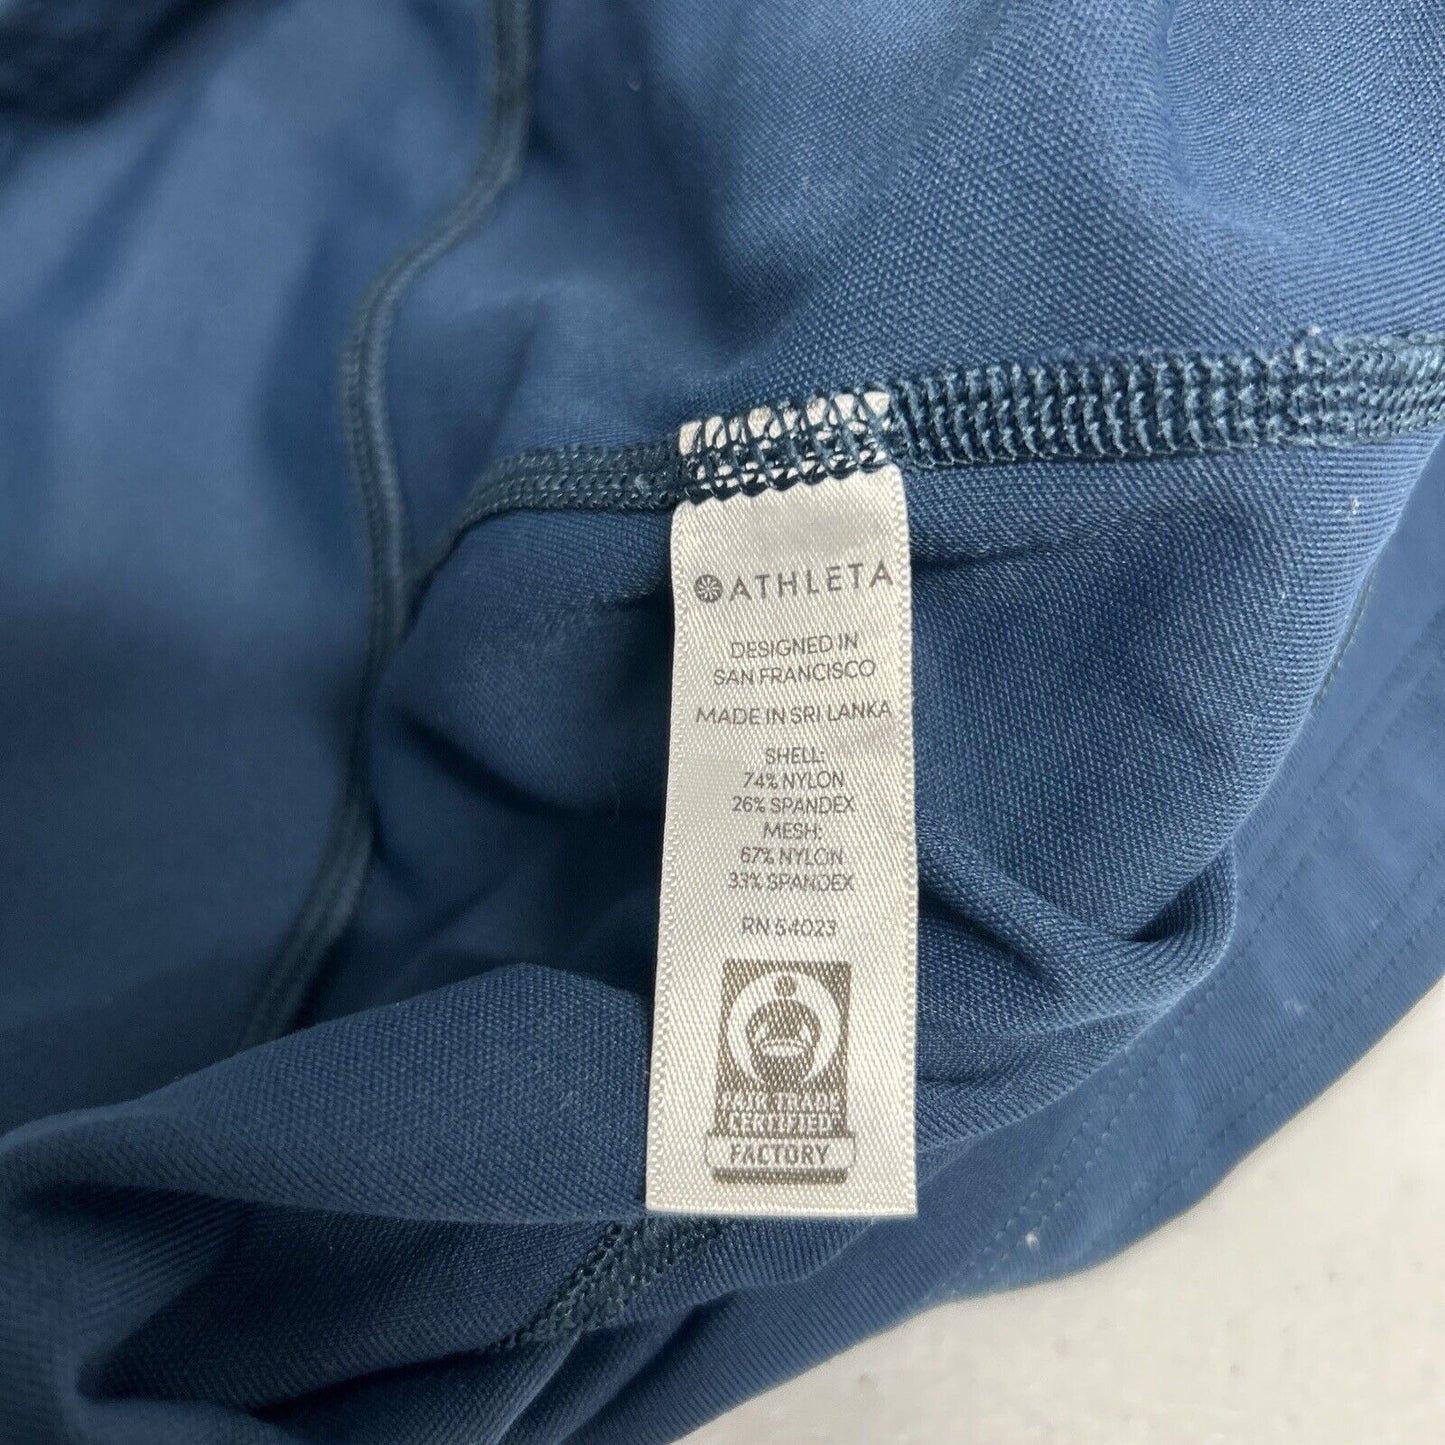 ATHLETA
DESIGNED IN
SAN FRANCISCO
MADE IN SRI LANKA
SHELL:
74% NYLON
26% SPANDEX
MESH:
67% NYLON
33% SPANDEX
RN 54023
FAIR TRADE
CERTIFIED
FACTORY